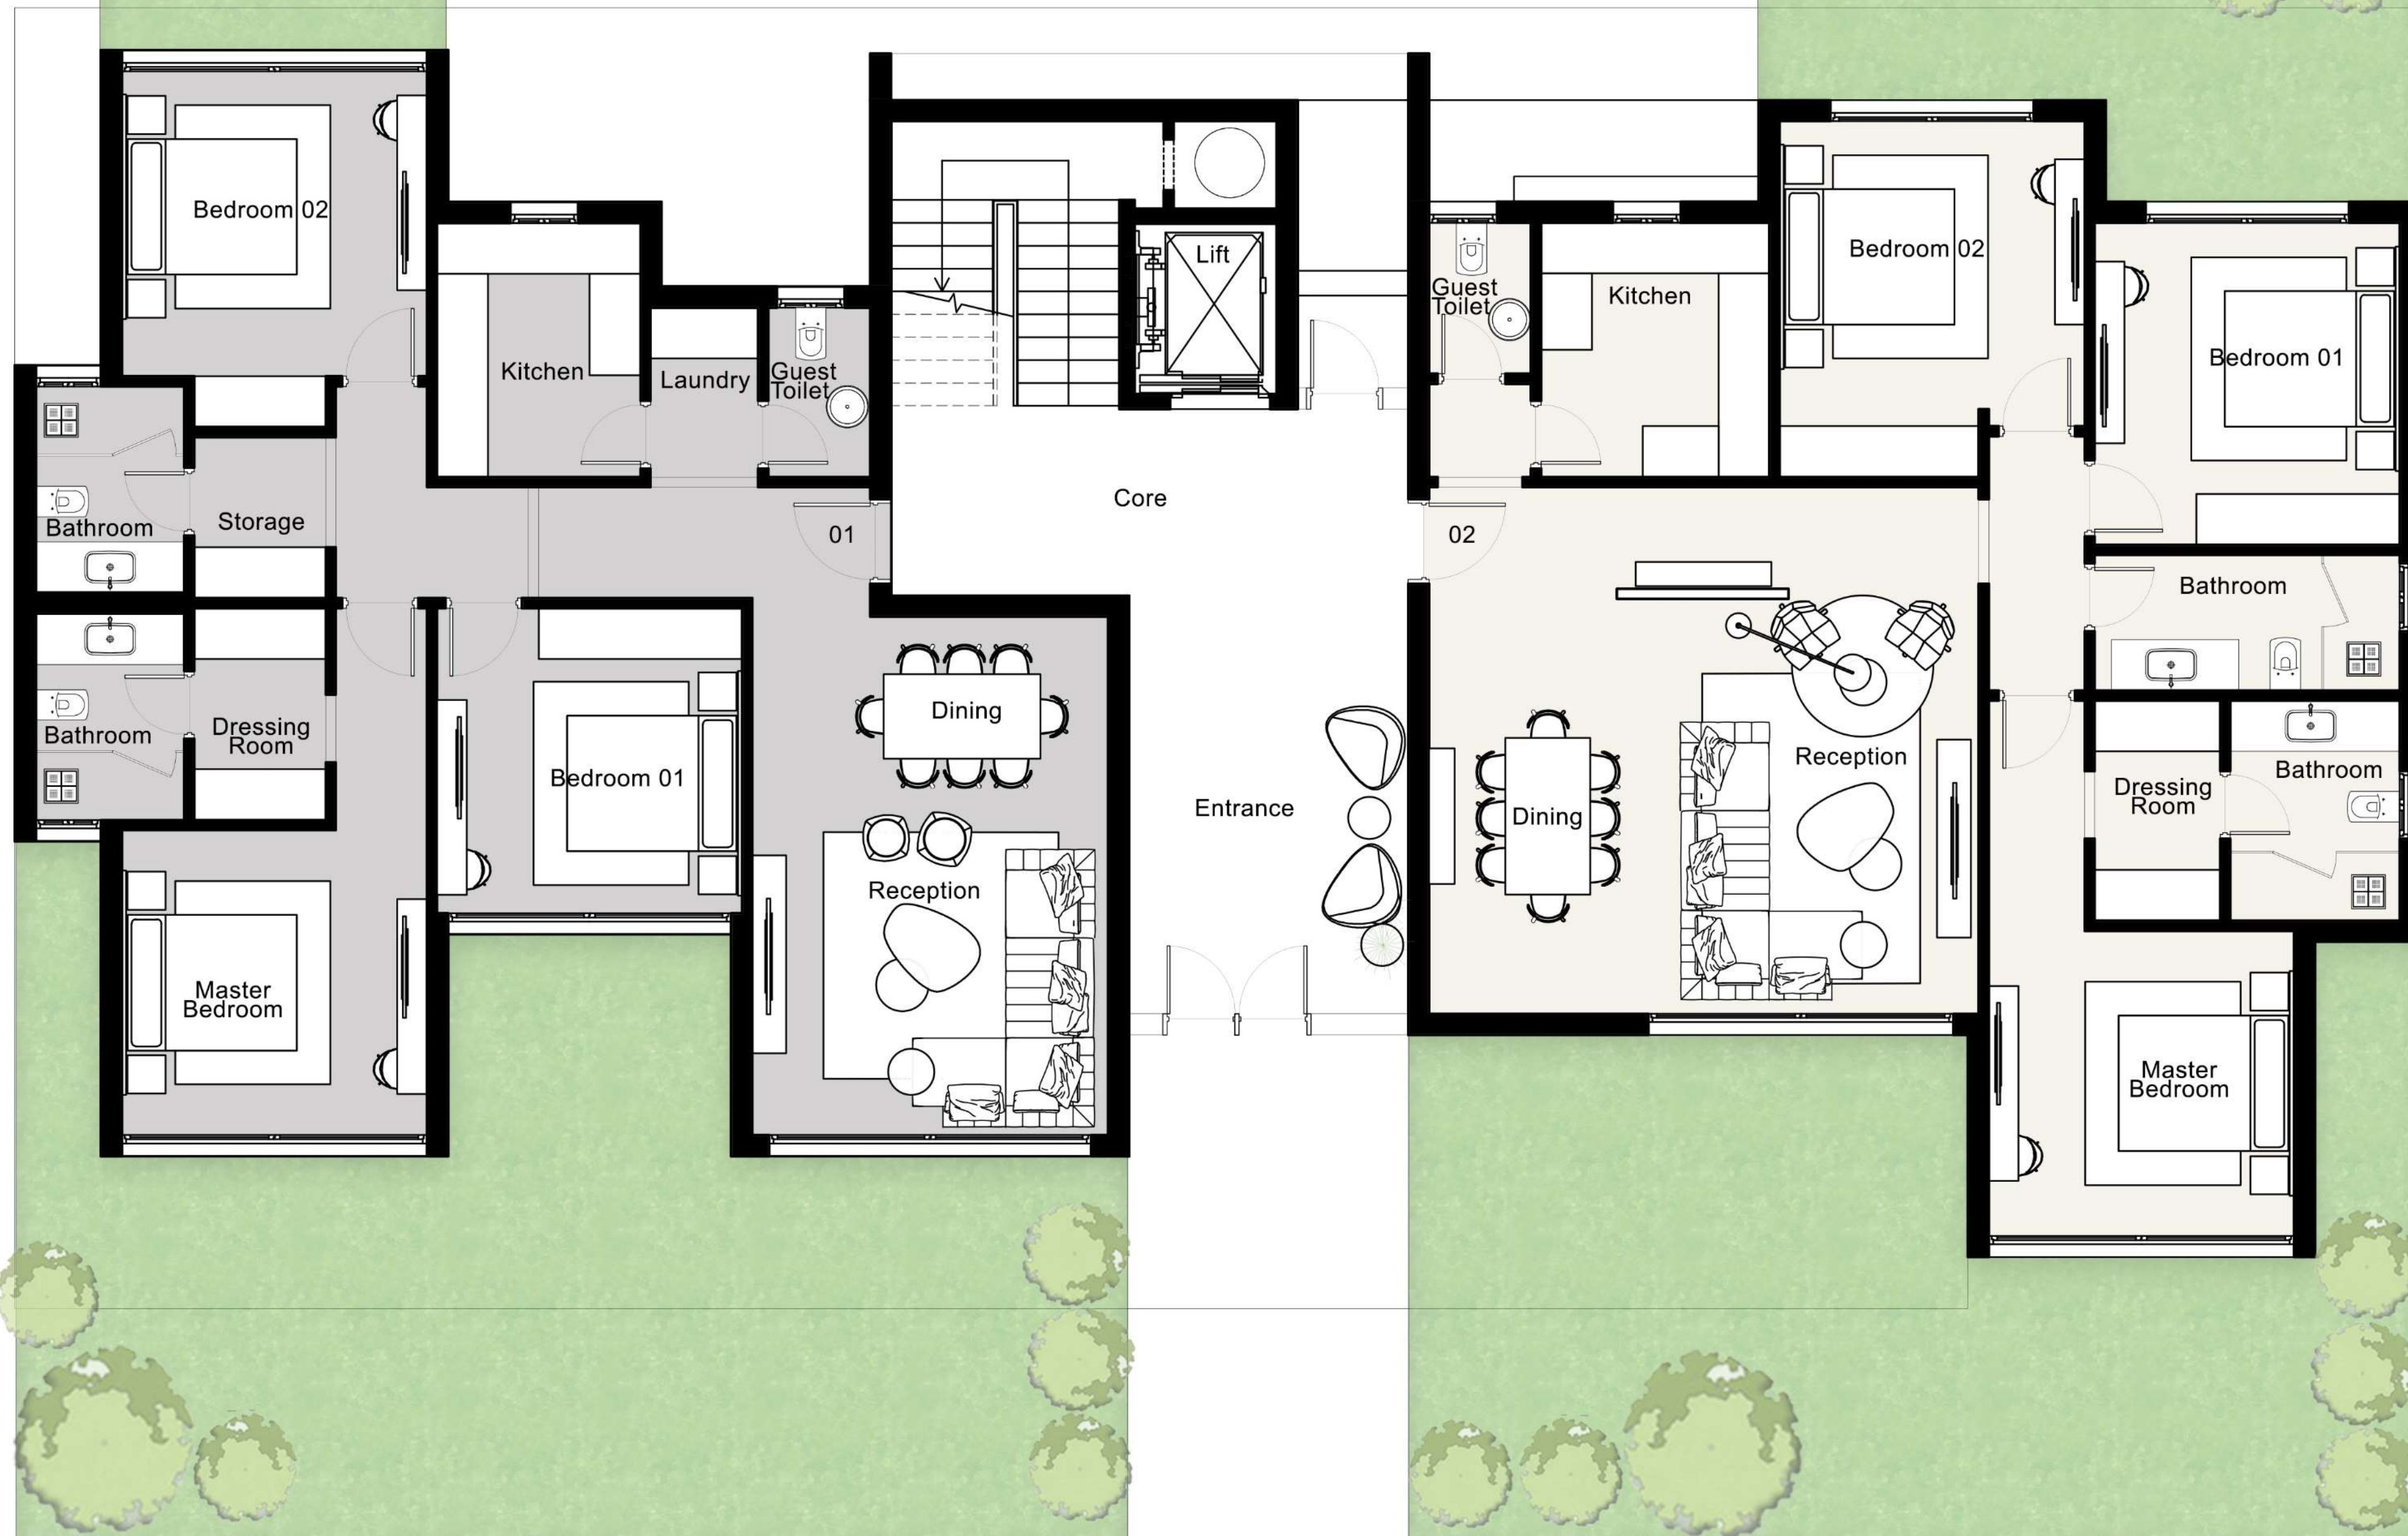 Bedroom 02
Kitchen
Laundry
Guest
Toilet
Bathroom
Storage
01
Bathroom
Dressing
Room
Bedroom 01
Dining
Reception
Master
Bedroom
Lift
Core
Entrance
Guest
Toilet
Kitchen
Bedroom 02
Bedroom 01
02
Bathroom
Reception
Dining
Dressing
Room
Bathroom
Master
Bedroom